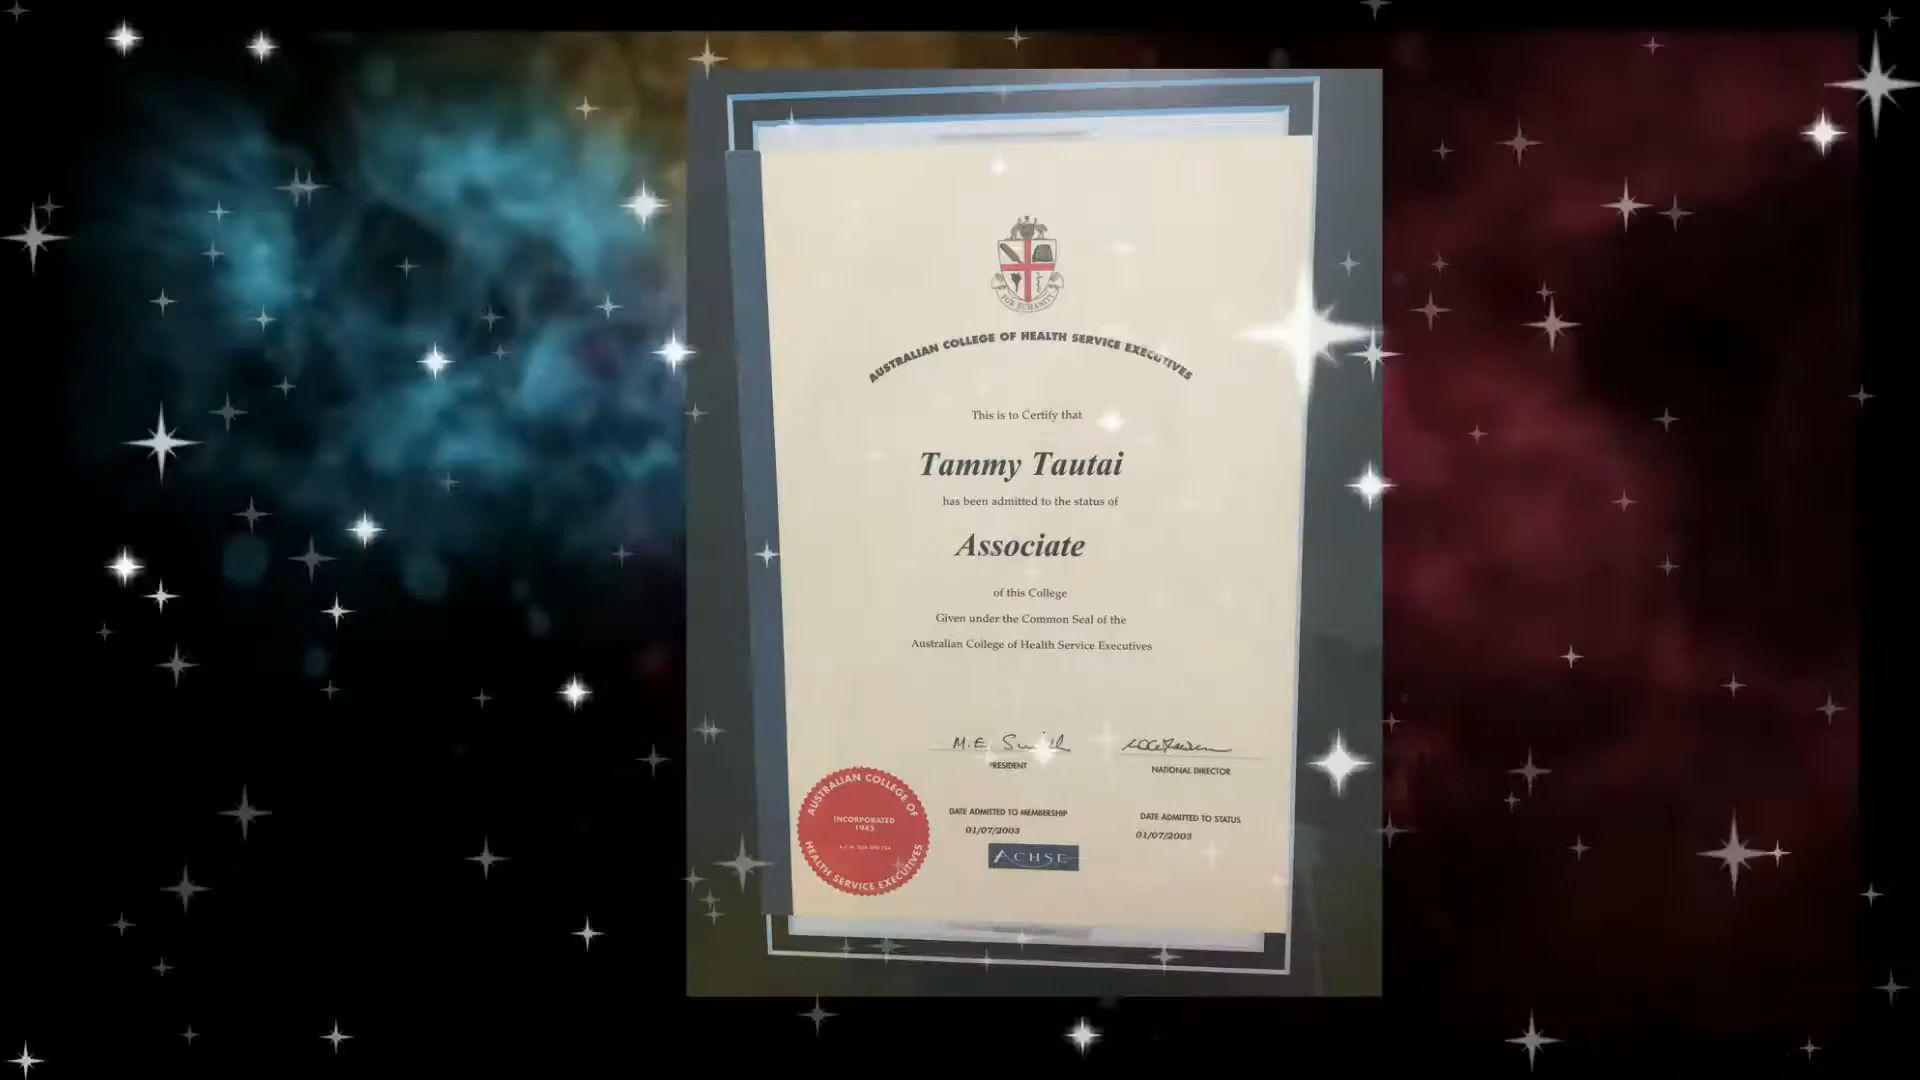 FOR HUMANITY
AUSTRALIAN COLLEGE OF HEALTH SERVICE EXECUTIVES
This is to Certify that
Tammy Tautai
has been admitted to the status of
Associate
of this College
Given under the Common Seal of the
Australian College of Health Service Executives
M.E. Smith
PRESIDENT
NATIONAL DIRECTOR
AUSTRALIAN COLLEGE OF
INCORPORATED
1945
HEALTH SERVICE EXECUTIVES
DATE ADMITTED TO MEMBERSHIP
01/07/2003
DATE ADMITTED TO STATUS
01/07/2003
ACHSE